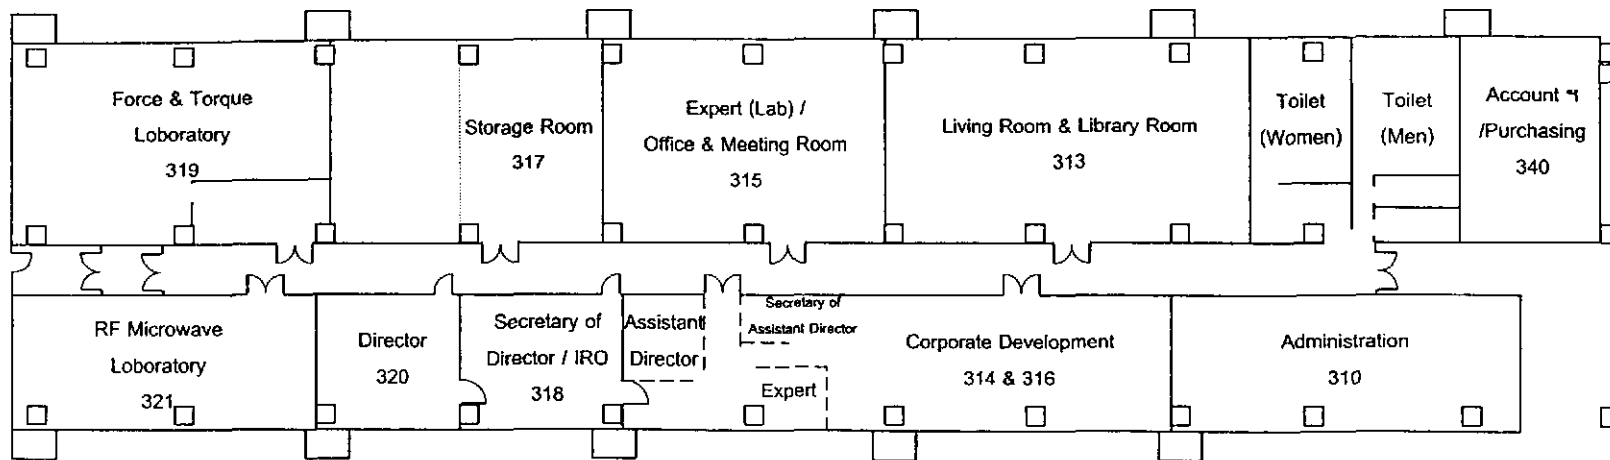 Force & Torque
Loboratory
319
Storage Room
317
Expert (Lab) /
Office & Meeting Room
315
Living Room & Library Room
313
Toilet
(Women)
Toilet
(Men)
Account
/Purchasing
340
RF Microwave
Loboratory
321
Director
320
Secretary of
Director / IRO
318
Assistant
Director
Secretary of
Assistant Director
Expert
Corporate Development
314 & 316
Administration
310